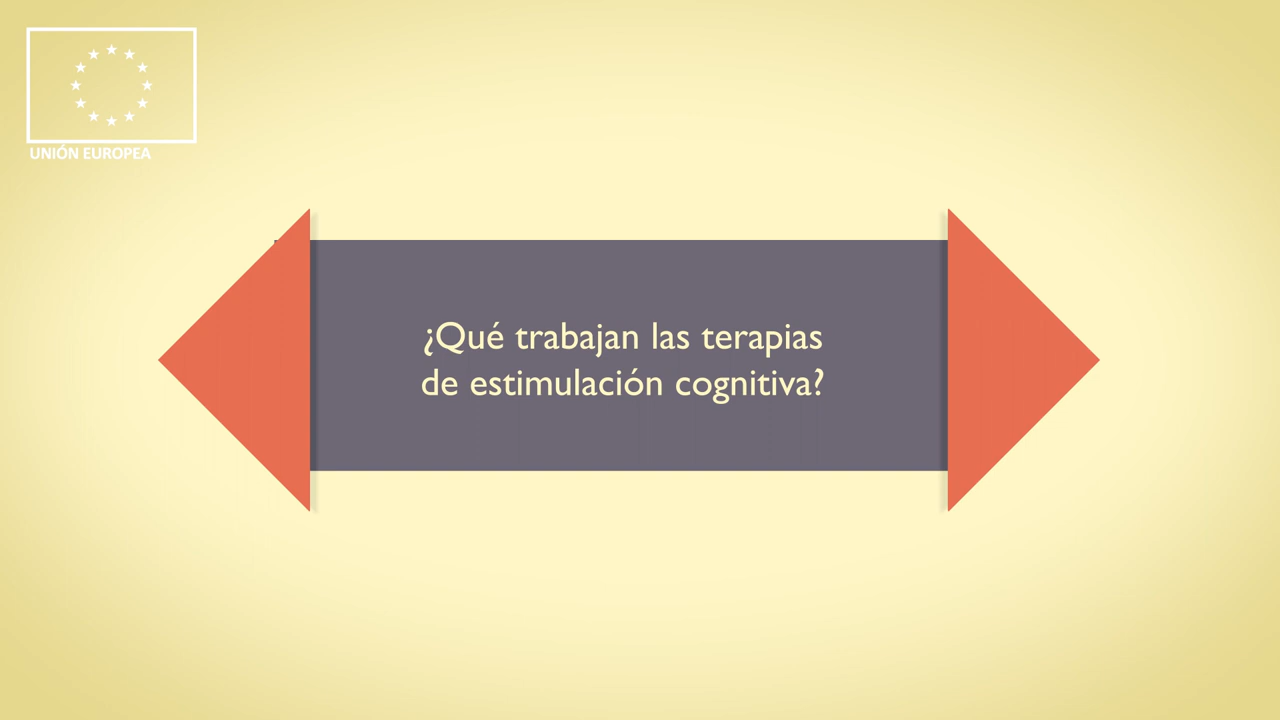 UNIÓN EUROPEA
¿Qué trabajan las terapias
de estimulación cognitiva?